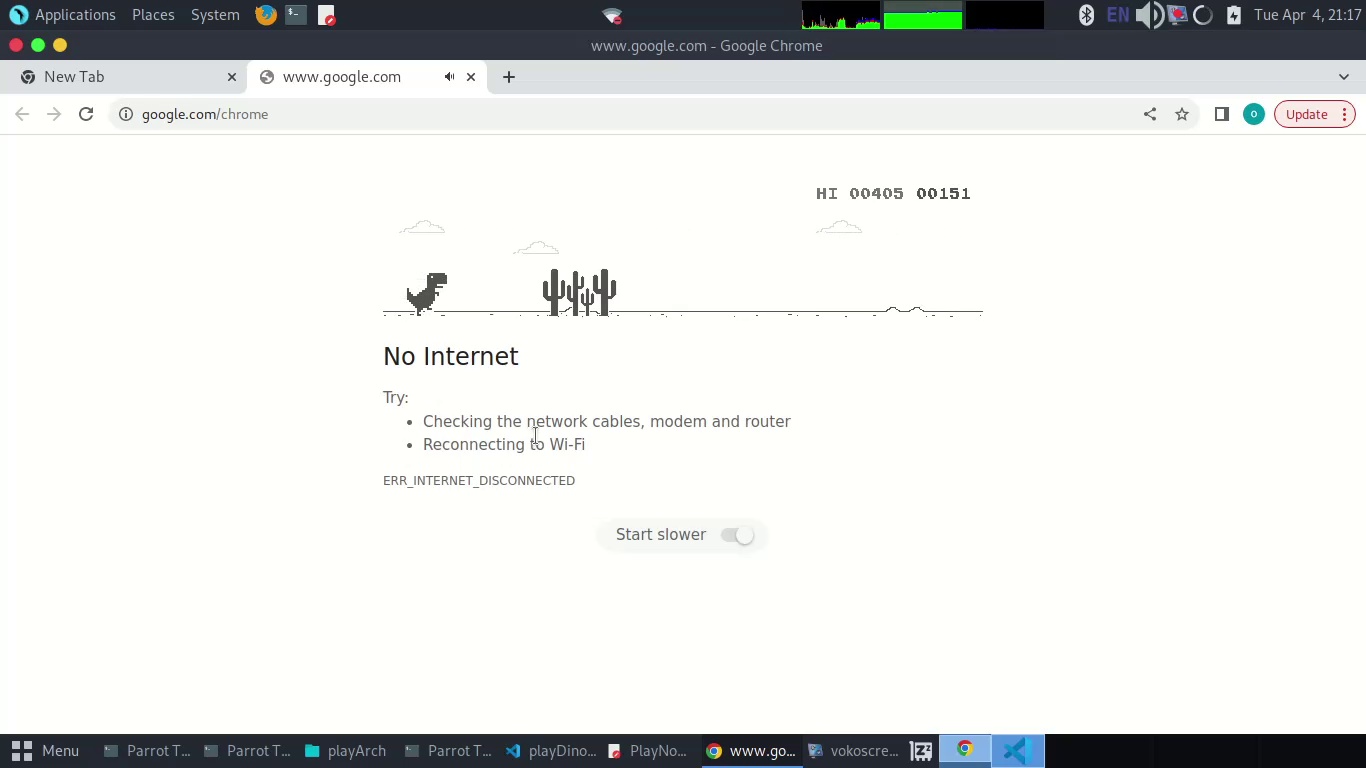 Applications Places System EN Tue Apr 4, 21:17
www.google.com - Google Chrome
New Tab www.google.com
google.com/chrome o Update
HI 00405 00151
No Internet
Try:
• Checking the network cables, modem and router
• Reconnecting to Wi-Fi
ERR_INTERNET_DISCONNECTED
Start slower
Menu Parrot T... Parrot T... playArch Parrot T... playDino... PlayNo... www.go... vokoscre...